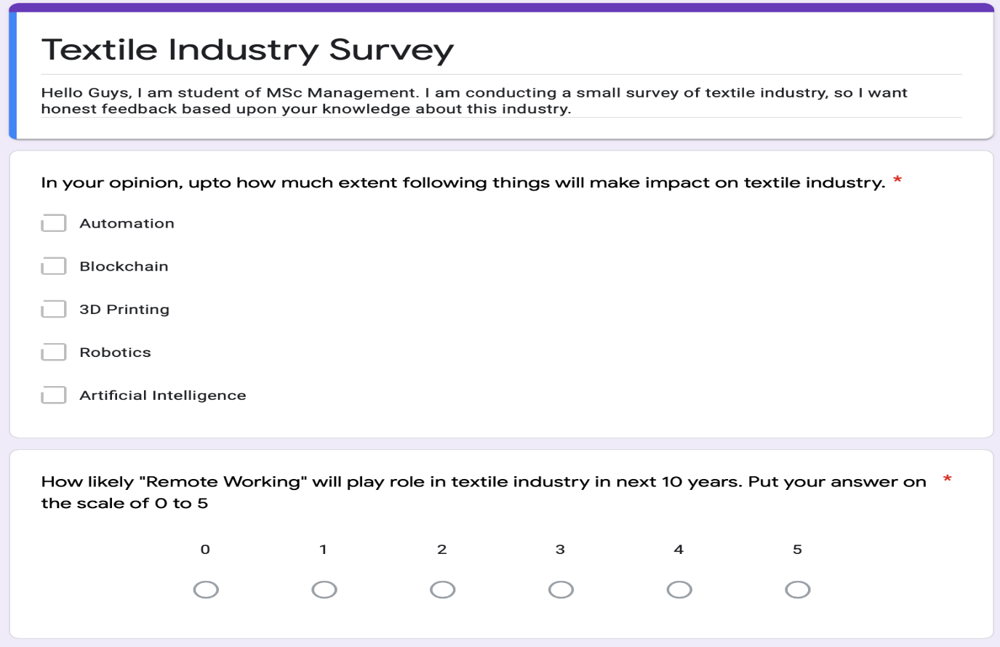 Textile Industry Survey
Hello Guys, I am student of MSc Management. I am conducting a small survey of textile industry, so I want
honest feedback based upon your knowledge about this industry.
In your opinion, upto how much extent following things will make impact on textile industry. *
Automation
Blockchain
3D Printing
Robotics
Artificial Intelligence
How likely "Remote Working" will play role in textile industry in next 10 years. Put your answer on *
the scale of 0 to 5
0 1 2 3 4 5